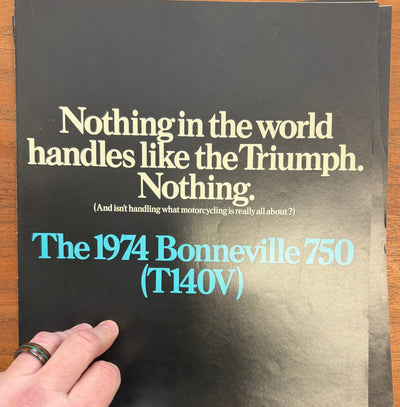 Nothing in the world
handles like the Triumph.
Nothing.
(And isn't handling what motorcycling is really all about?)
The 1974 Bonneville 750
(T140V)